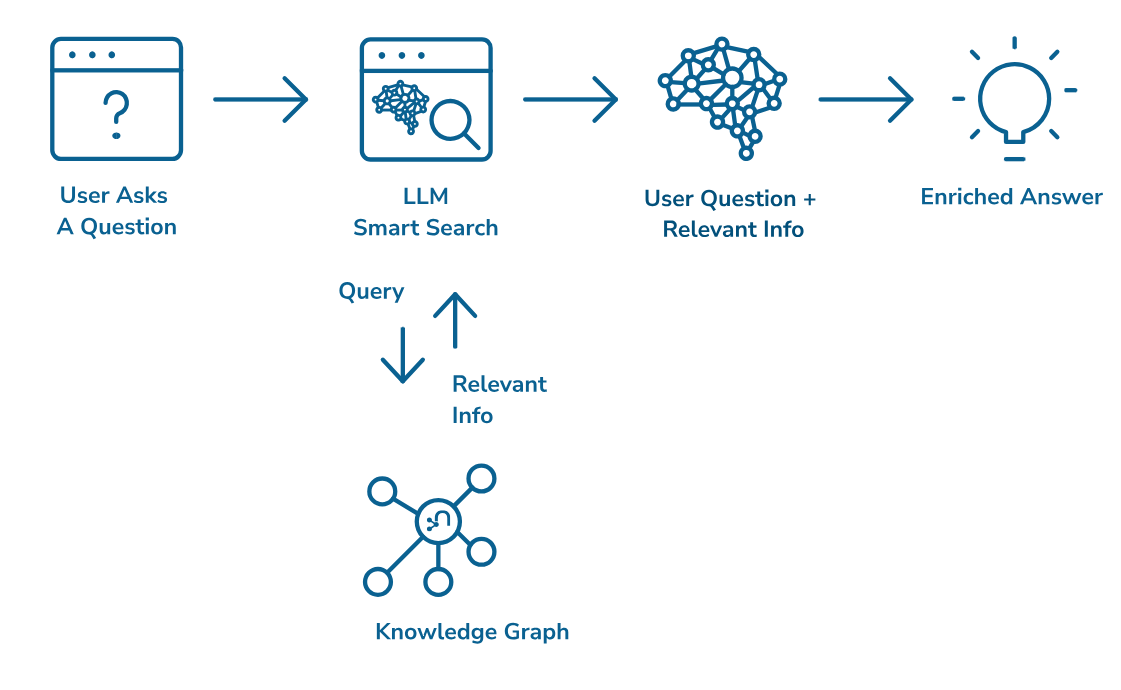 User Asks
A Question
LLM
Smart Search
User Question +
Relevant Info
Enriched Answer
Query
Relevant
Info
Knowledge Graph